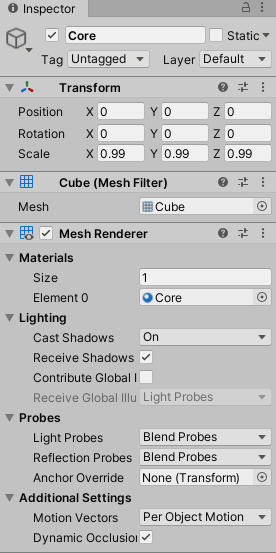 Inspector
Core Static
Tag Untagged Layer Default
Transform
Position X 0 Y 0 Z 0
Rotation X 0 Y 0 Z 0
Scale X 0.99 Y 0.99 Z 0.99
Cube (Mesh Filter)
Mesh Cube
Mesh Renderer
Materials
Size 1
Element 0 Core
Lighting
Cast Shadows On
Receive Shadows
Contribute Global I
Receive Global Illu Light Probes
Probes
Light Probes Blend Probes
Reflection Probes Blend Probes
Anchor Override None (Transform)
Additional Settings
Motion Vectors Per Object Motion
Dynamic Occlusion